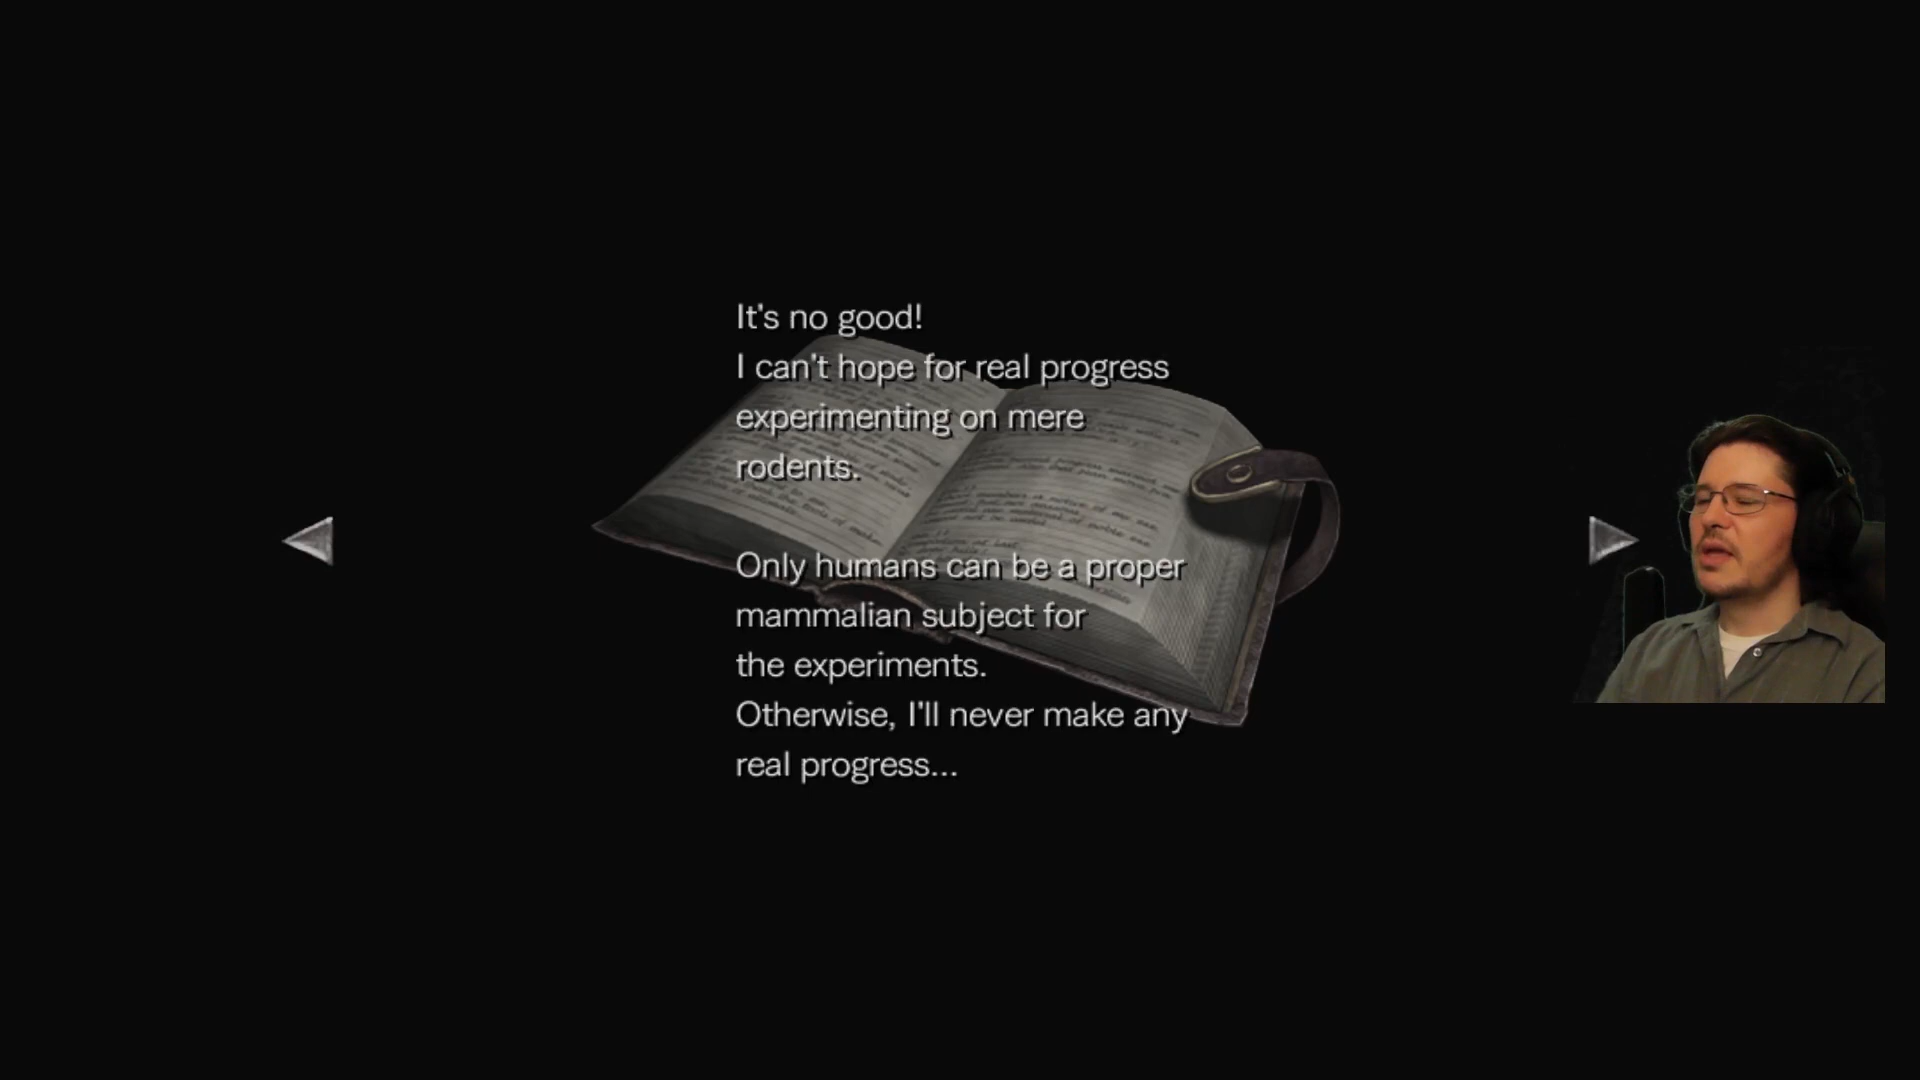 It's no good!
I can't hope for real progress
experimenting on mere
rodents.
Only humans can be a proper
mammalian subject for
the experiments.
Otherwise, I'll never make any
real progress...